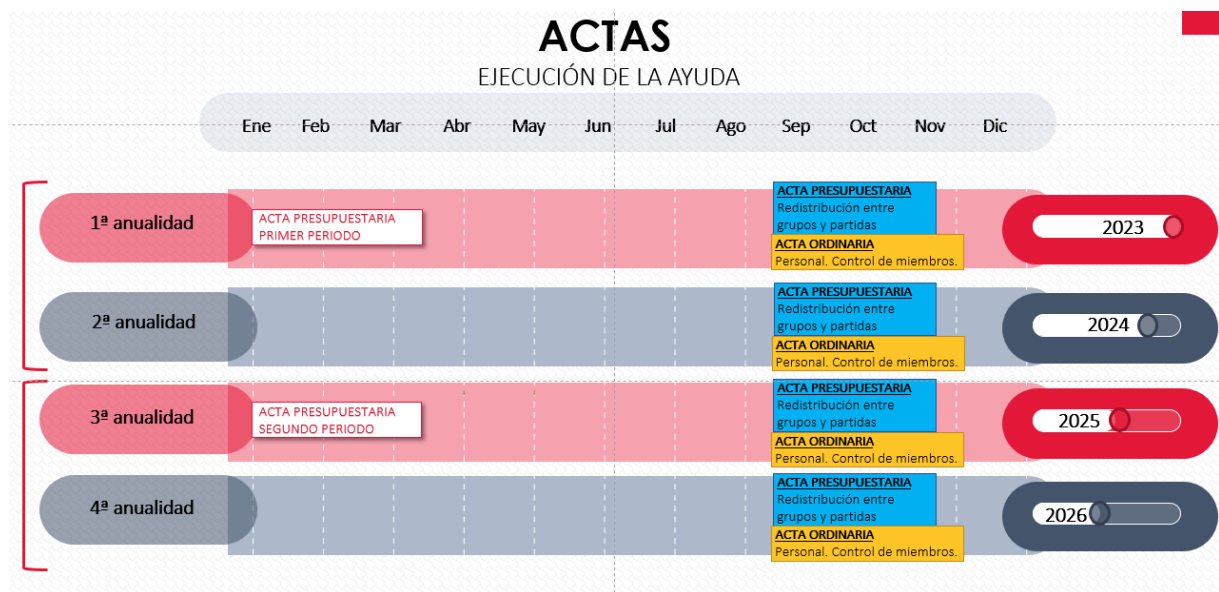 ACTAS
EJECUCIÓN DE LA AYUDA
Ene Feb Mar Abr May Jun Jul Ago Sep Oct Nov Dic
1ª anualidad
ACTA PRESUPUESTARIA
PRIMER PERIODO
ACTA PRESUPUESTARIA
Redistribución entre
grupos y partidas
ACTA ORDINARIA
Personal. Control de miembros.
2023
2ª anualidad
ACTA PRESUPUESTARIA
Redistribución entre
grupos y partidas
ACTA ORDINARIA
Personal. Control de miembros.
2024
3ª anualidad
ACTA PRESUPUESTARIA
SEGUNDO PERIODO
ACTA PRESUPUESTARIA
Redistribución entre
grupos y partidas
ACTA ORDINARIA
Personal. Control de miembros.
2025
4ª anualidad
ACTA PRESUPUESTARIA
Redistribución entre
grupos y partidas
ACTA ORDINARIA
Personal. Control de miembros.
2026